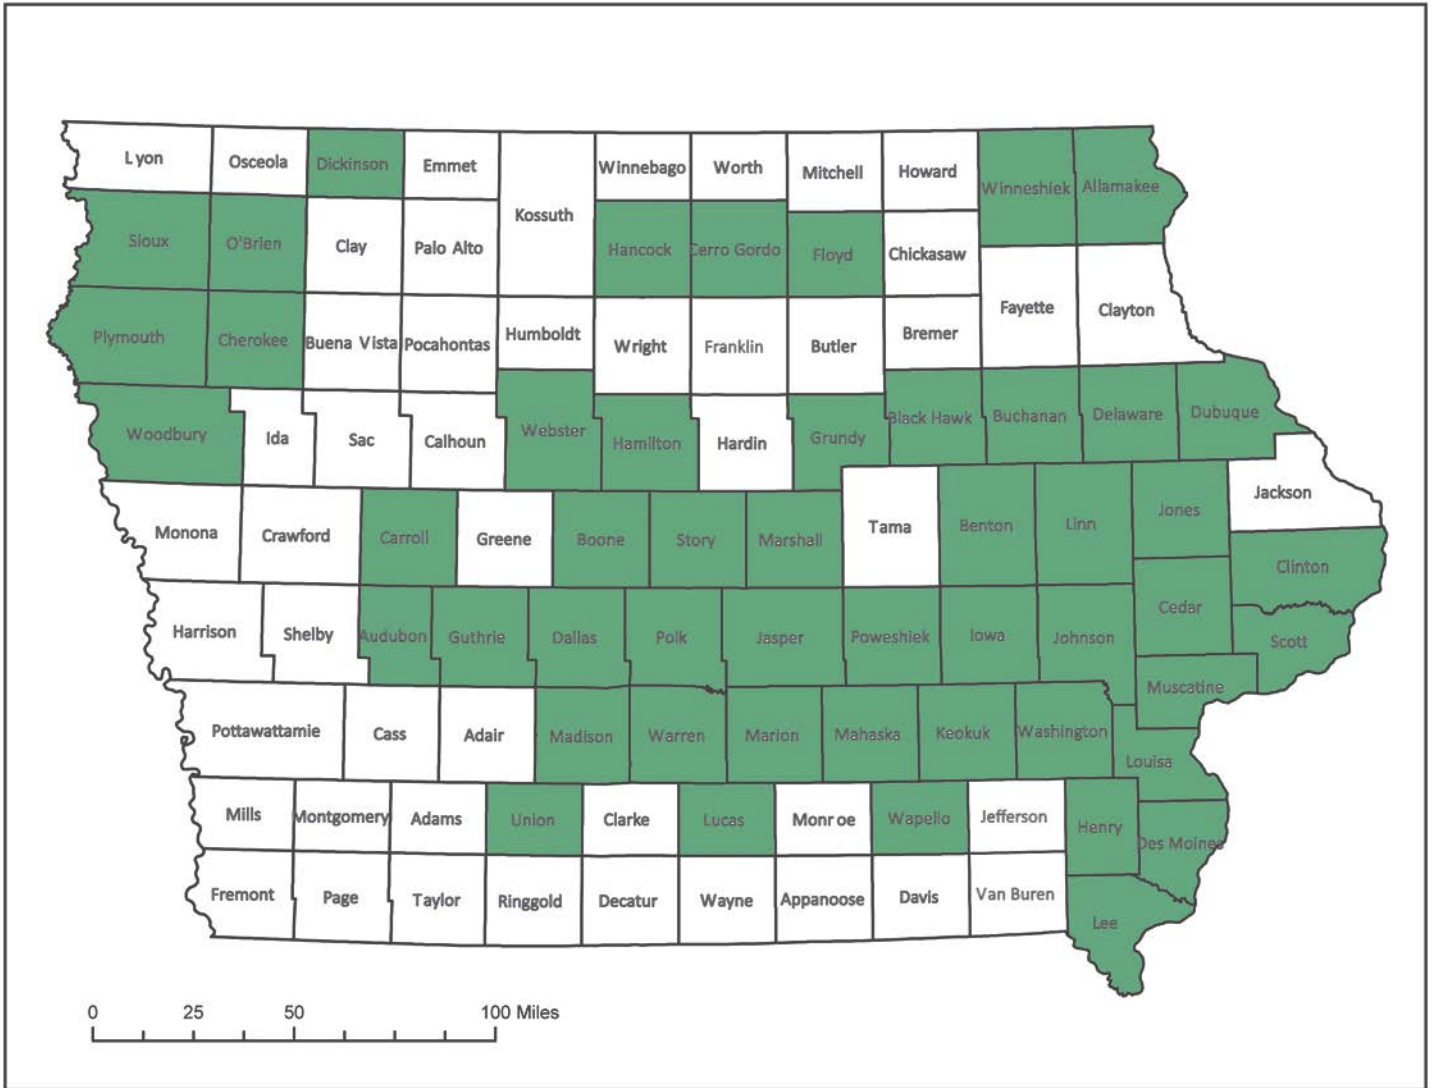 Lyon
Osceola
Dickinson
Emmet
Kossuth
Winnebago
Worth
Mitchell
Howard
Winneshiek
Allamakee
Sioux
O'Brien
Clay
Palo Alto
Hancock
Cerro Gordo
Floyd
Chickasaw
Fayette
Clayton
Plymouth
Cherokee
Buena Vista
Pocahontas
Humboldt
Wright
Franklin
Butler
Bremer
Woodbury
Ida
Sac
Calhoun
Webster
Hamilton
Hardin
Grundy
Black Hawk
Buchanan
Delaware
Dubuque
Monona
Crawford
Carroll
Greene
Boone
Story
Marshall
Tama
Benton
Linn
Jones
Jackson
Clinton
Harrison
Shelby
Audubon
Guthrie
Dallas
Polk
Jasper
Poweshiek
Iowa
Johnson
Cedar
Scott
Muscatine
Pottawattamie
Cass
Adair
Madison
Warren
Marion
Mahaska
Keokuk
Washington
Louisa
Mills
Montgomery
Adams
Union
Clarke
Lucas
Monroe
Wapello
Jefferson
Henry
Des Moines
Fremont
Page
Taylor
Ringgold
Decatur
Wayne
Appanoose
Davis
Van Buren
Lee
0 25 50 100 Miles